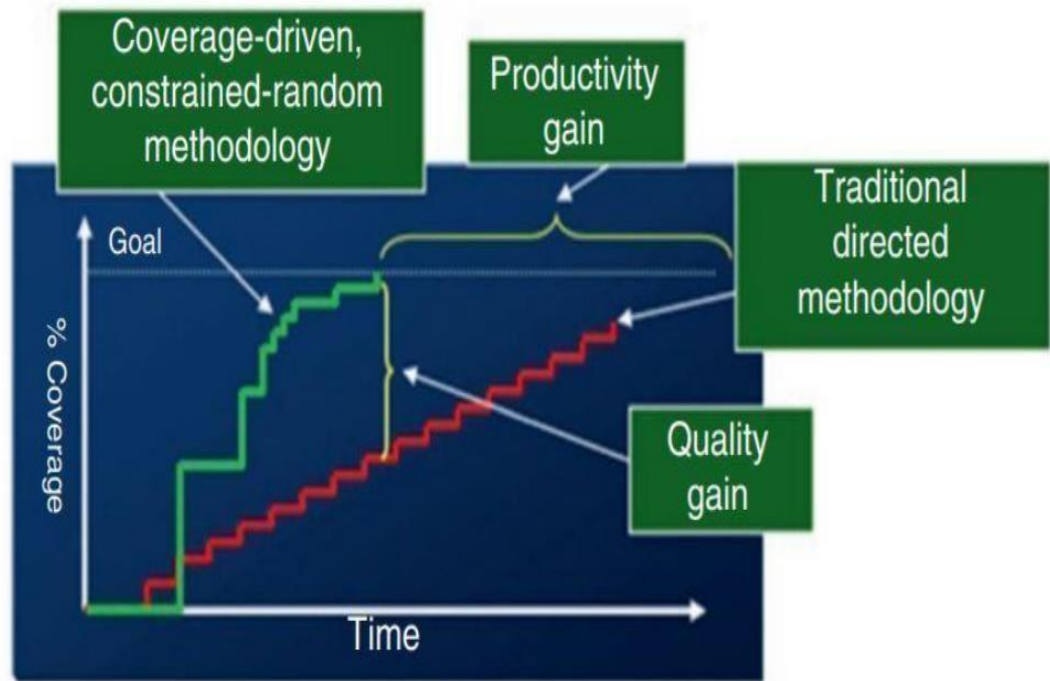 Coverage-driven,
constrained-random
methodology
Productivity
gain
Traditional
directed
methodology
Goal
% Coverage
Quality
gain
Time